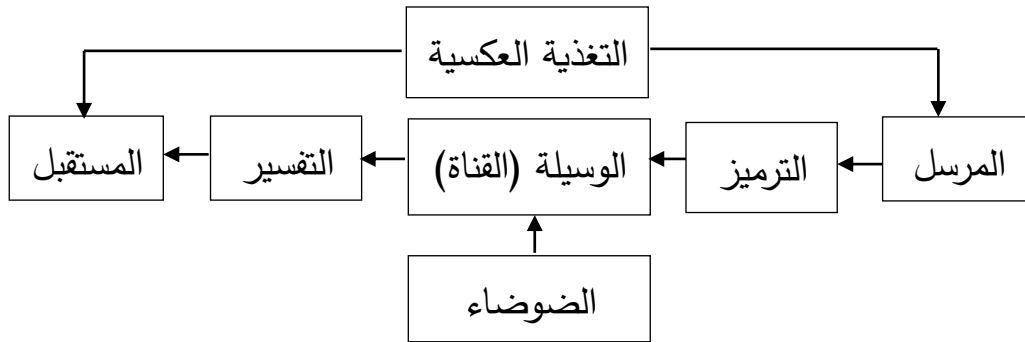 التغذية العكسية
المرسل
الترميز
الوسيلة (القناة)
التفسير
المستقبل
الضوضاء